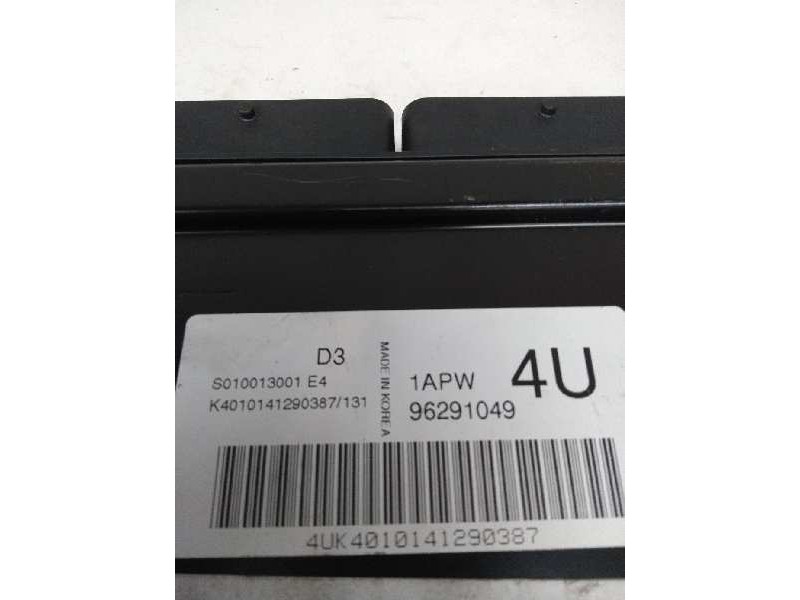 D3
S010013001 E4
K4010141290387/131
MADE IN KOREA
1APW
4U
96291049
4UK4010141290387